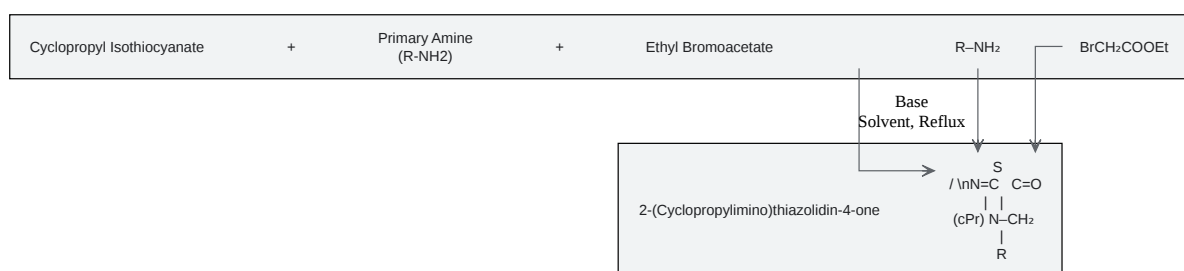 Cyclopropyl Isothiocyanate + Primary Amine + Ethyl Bromoacetate R–NH₂ BrCH₂COOEt
(R-NH2)
Base
Solvent, Reflux
S
/ \nN=C C=O
| |
2-(Cyclopropylimino)thiazolidin-4-one (cPr) N–CH₂
|
R